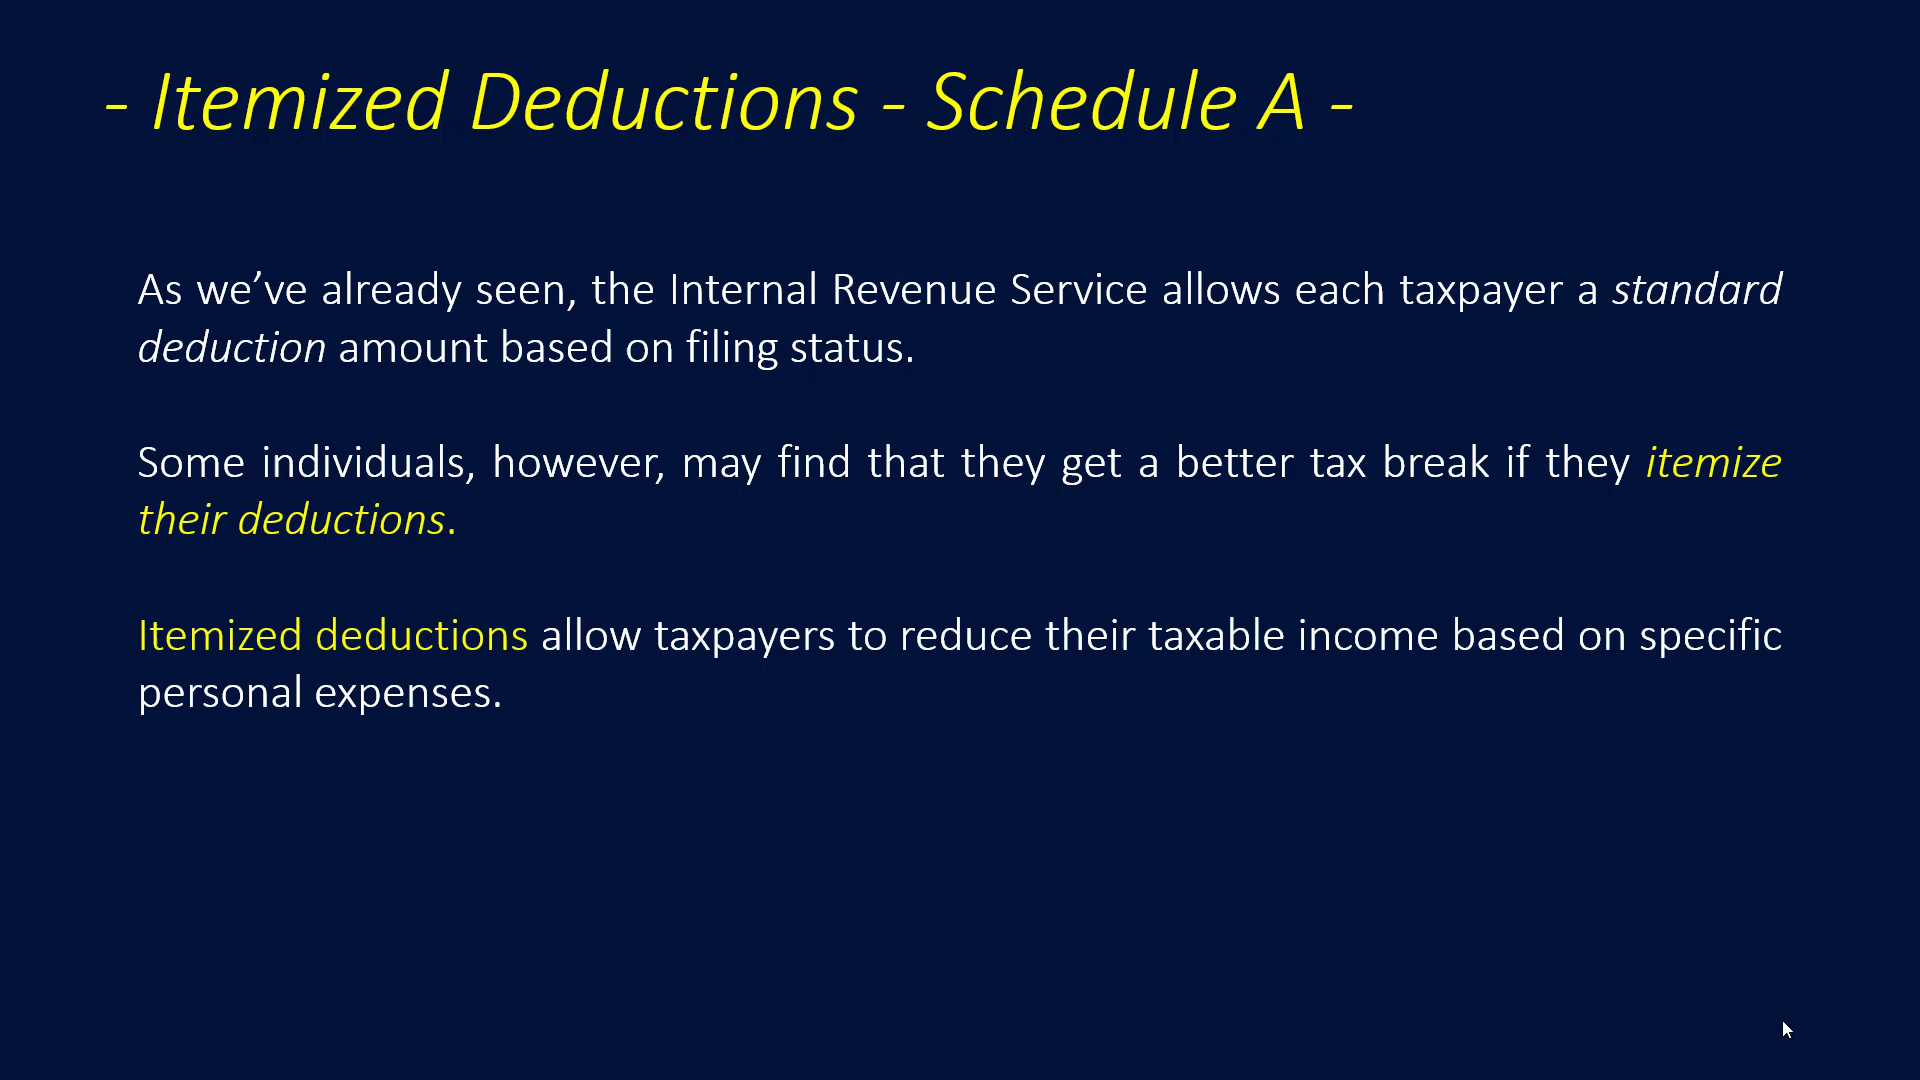 - Itemized Deductions - Schedule A -
As we’ve already seen, the Internal Revenue Service allows each taxpayer a standard
deduction amount based on filing status.
Some individuals, however, may find that they get a better tax break if they itemize
their deductions.
Itemized deductions allow taxpayers to reduce their taxable income based on specific
personal expenses.